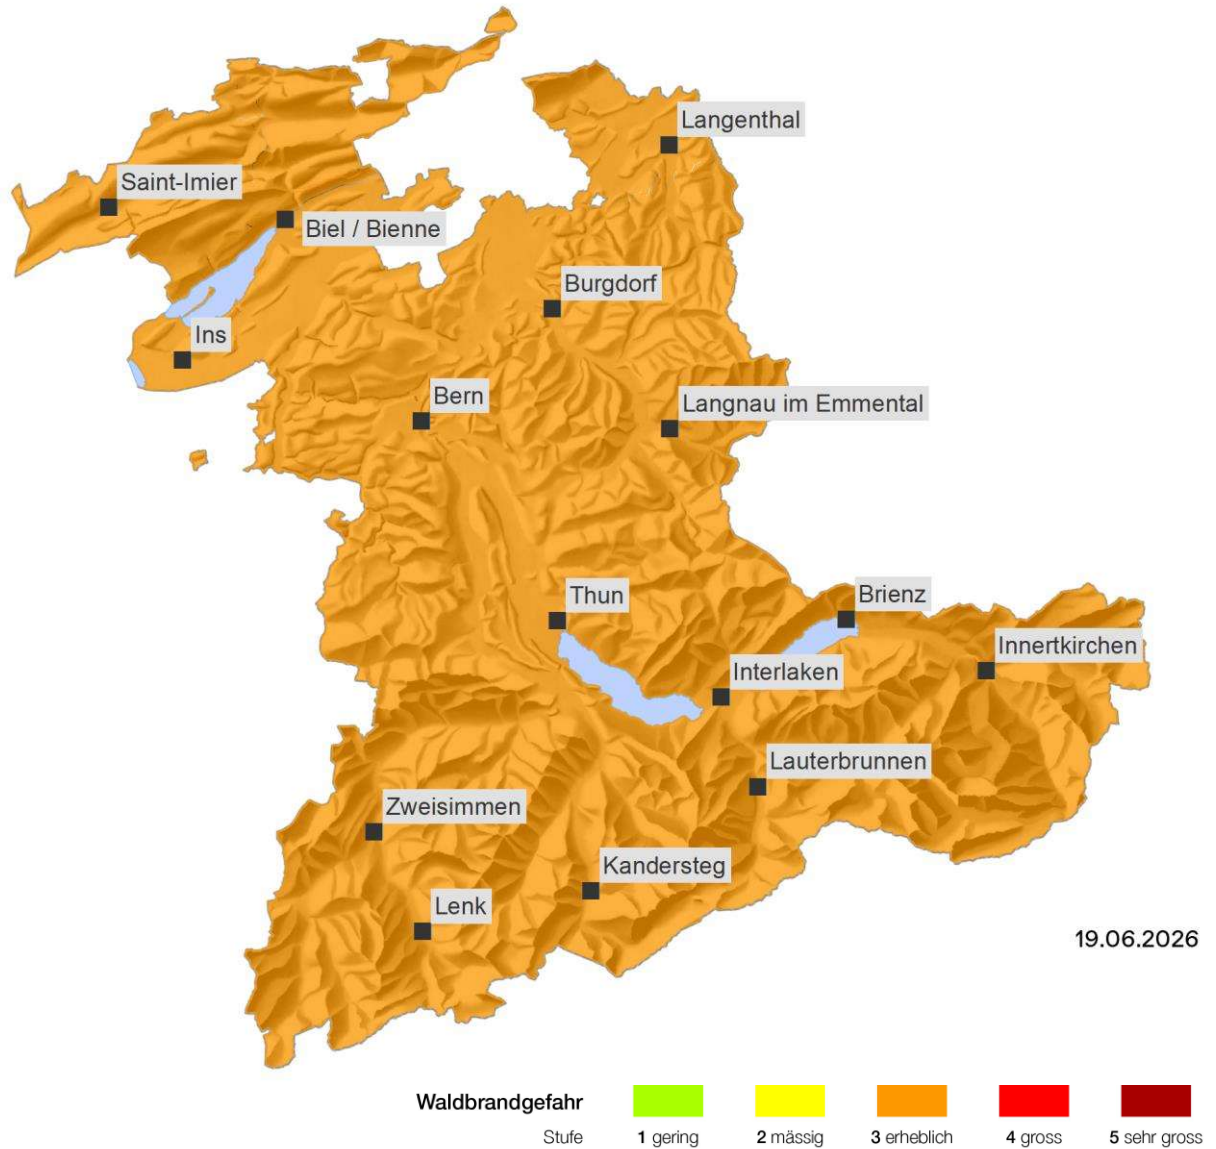 Langenthal
Saint-Imier
Biel / Bienne
Burgdorf
Ins
Bern
Langnau im Emmental
Thun
Brienz
Innertkirchen
Interlaken
Lauterbrunnen
Zweisimmen
Kandersteg
Lenk
19.06.2026
Waldbrandgefahr
Stufe 1 gering 2 mässig 3 erheblich 4 gross 5 sehr gross